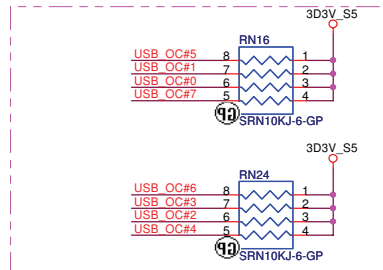 3D3V_S5
RN16
USB_OC#5 8 1
USB_OC#1 7 2
USB_OC#0 6 3
USB_OC#7 5 4
GP SRN10KJ-6-GP
3D3V_S5
RN24
USB_OC#6 8 1
USB_OC#3 7 2
USB_OC#2 6 3
USB_OC#4 5 4
GP SRN10KJ-6-GP